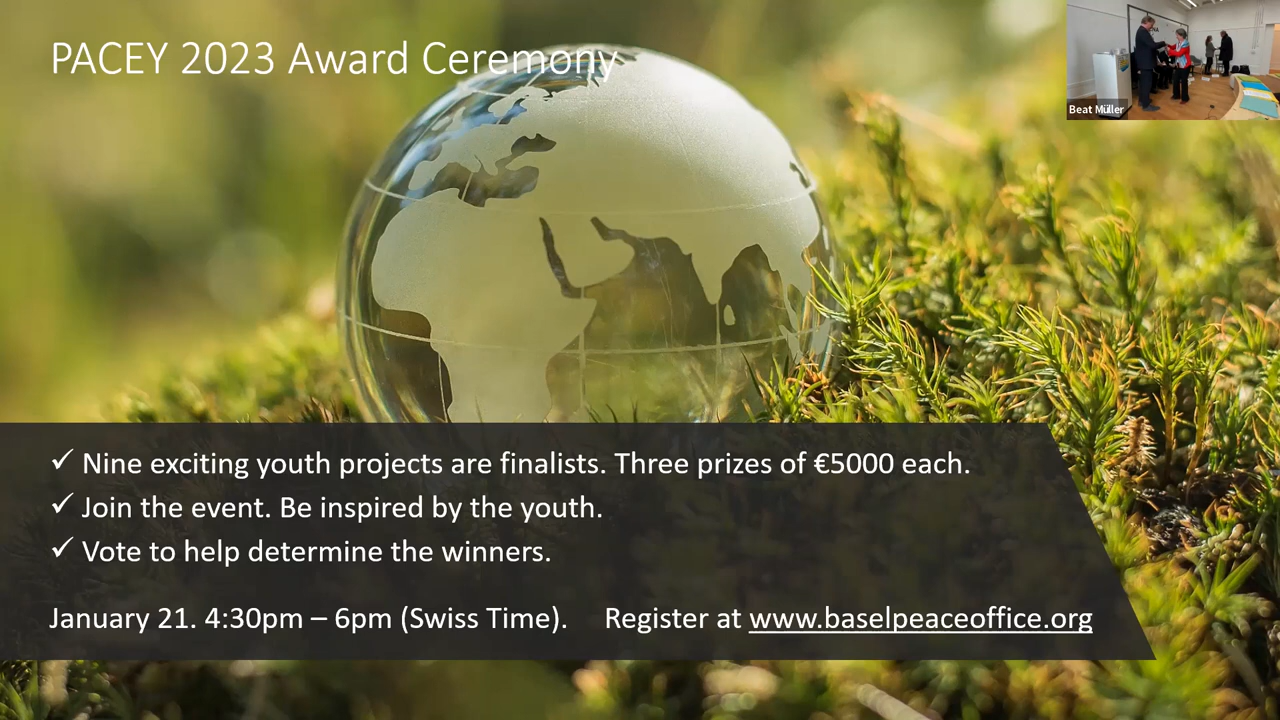 PACEY 2023 Award Ceremony
Beat Müller
✓ Nine exciting youth projects are finalists. Three prizes of €5000 each.
✓ Join the event. Be inspired by the youth.
✓ Vote to help determine the winners.
January 21. 4:30pm – 6pm (Swiss Time). Register at www.baselpeaceoffice.org